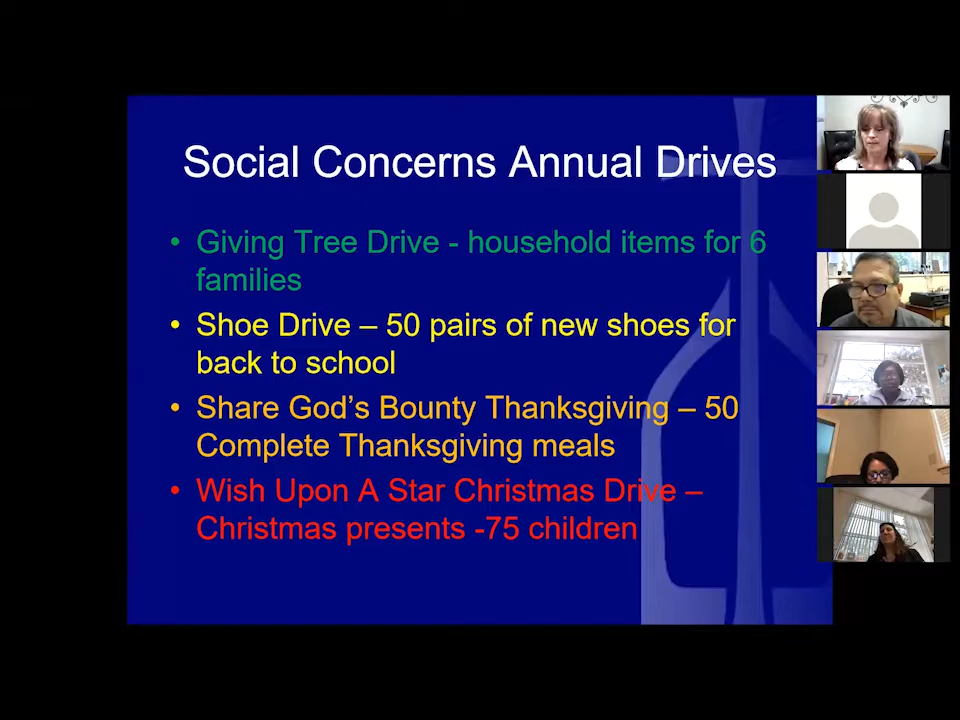 Social Concerns Annual Drives
• Giving Tree Drive - household items for 6
families
• Shoe Drive – 50 pairs of new shoes for
back to school
• Share God's Bounty Thanksgiving – 50
Complete Thanksgiving meals
• Wish Upon A Star Christmas Drive –
Christmas presents -75 children